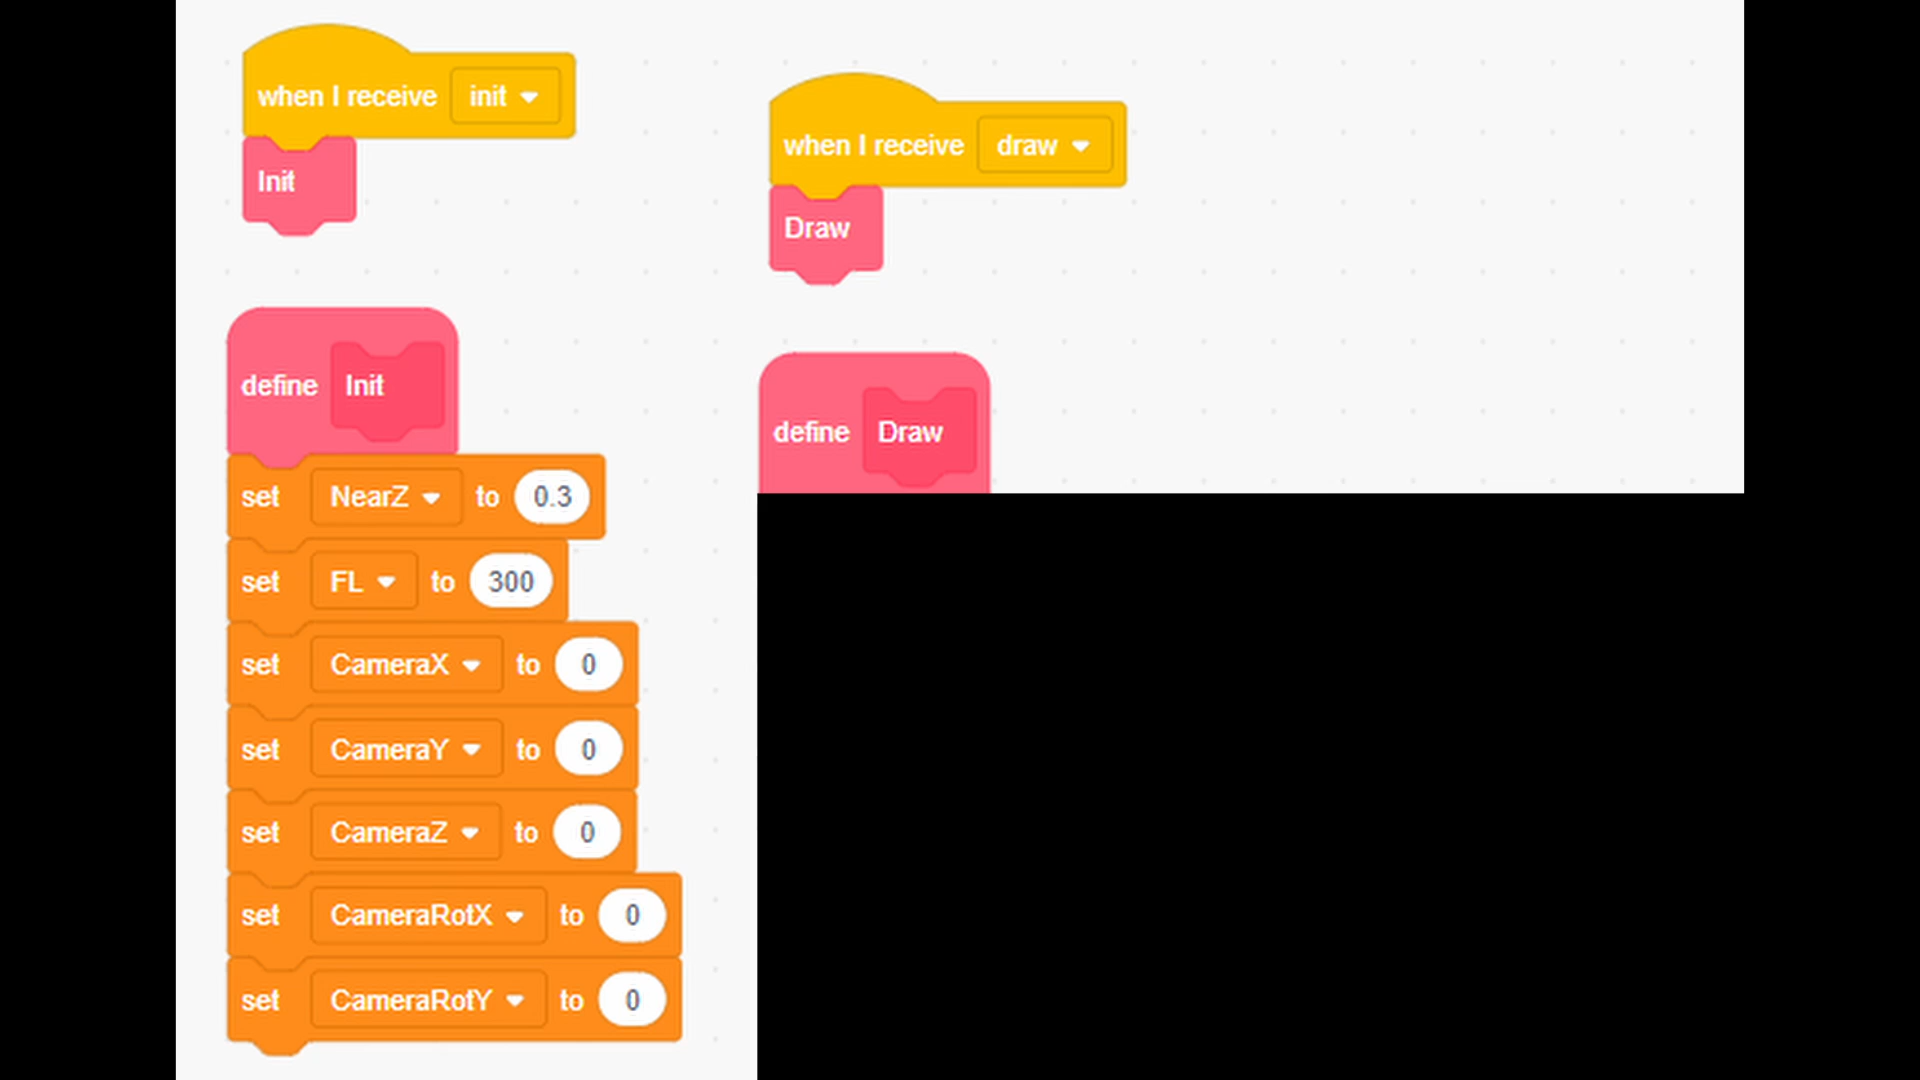 when I receive init
Init
define Init
set NearZ to 0.3
set FL to 300
set CameraX to 0
set CameraY to 0
set CameraZ to 0
set CameraRotX to 0
set CameraRotY to 0
when I receive draw
Draw
define Draw